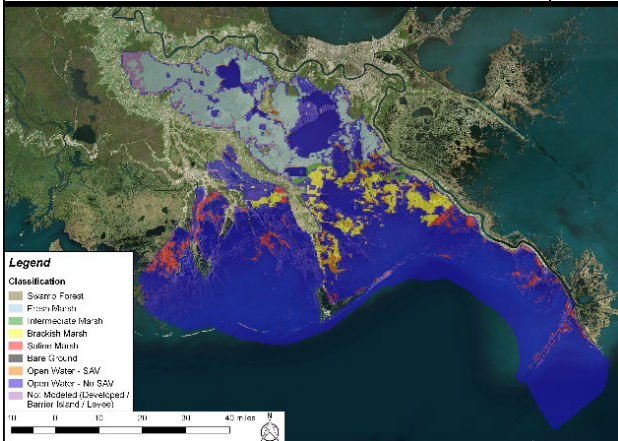 Legend
Classification
Swamp Forest
Fresh Marsh
Intermediate Marsh
Brackish Marsh
Saline Marsh
Bare Ground
Open Water - SAV
Open Water - No SAV
Not Modeled (Developed /
Barrier Island / Levee)
10 0 10 20 30 40 miles
N